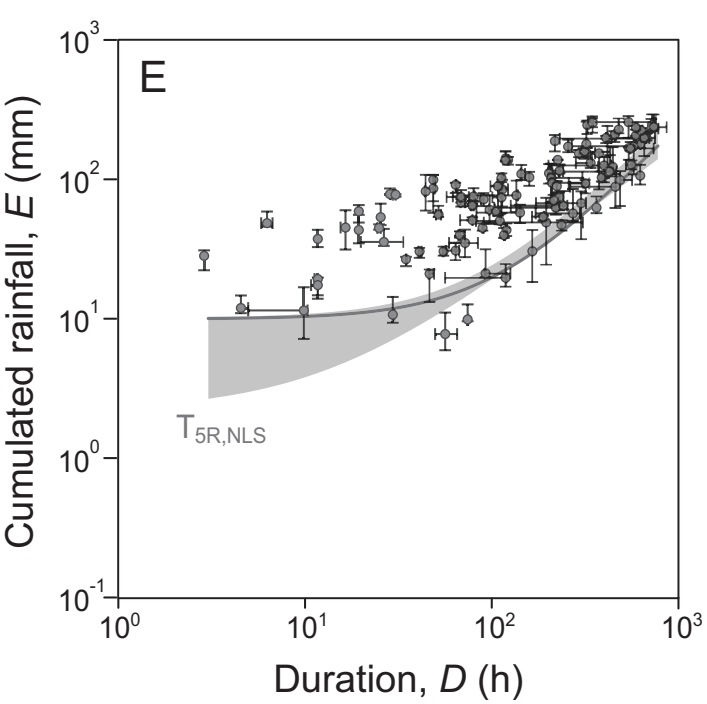 E
10³
10²
10¹
10⁰
10⁻¹
Cumulated rainfall, E (mm)
T5R,NLS
10⁰ 10¹ 10² 10³
Duration, D (h)